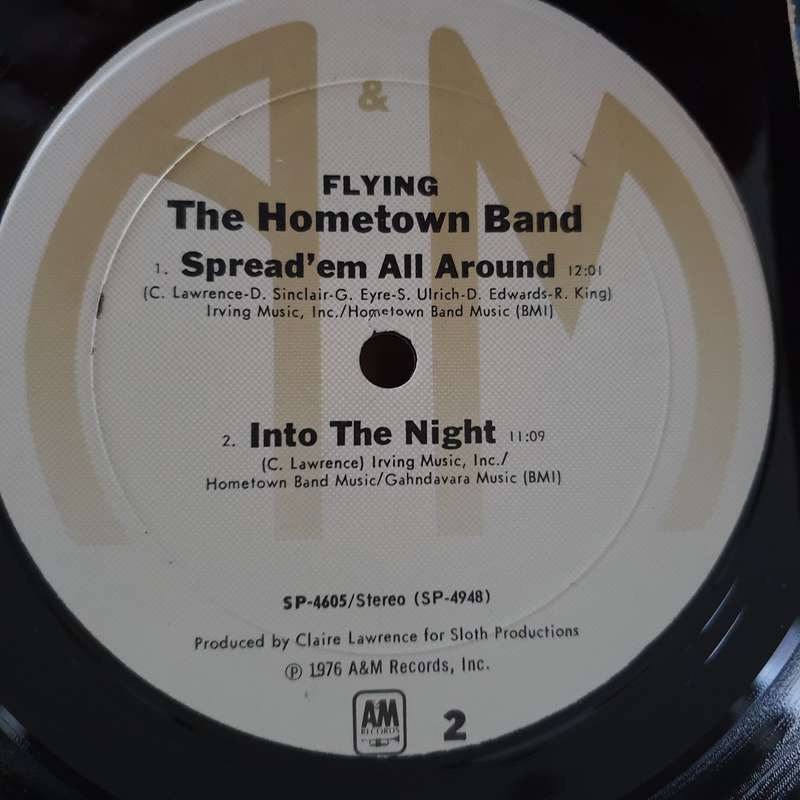 A & M
FLYING
The Hometown Band
1. Spread'em All Around 12:01
(C. Lawrence-D. Sinclair-G. Eyre-S. Ulrich-D. Edwards-R. King)
Irving Music, Inc./Hometown Band Music (BMI)
2. Into The Night 11:09
(C. Lawrence) Irving Music, Inc./
Hometown Band Music/Gahndavara Music (BMI)
SP-4605/Stereo (SP-4948)
Produced by Claire Lawrence for Sloth Productions
℗ 1976 A&M Records, Inc.
A&M
RECORDS
2